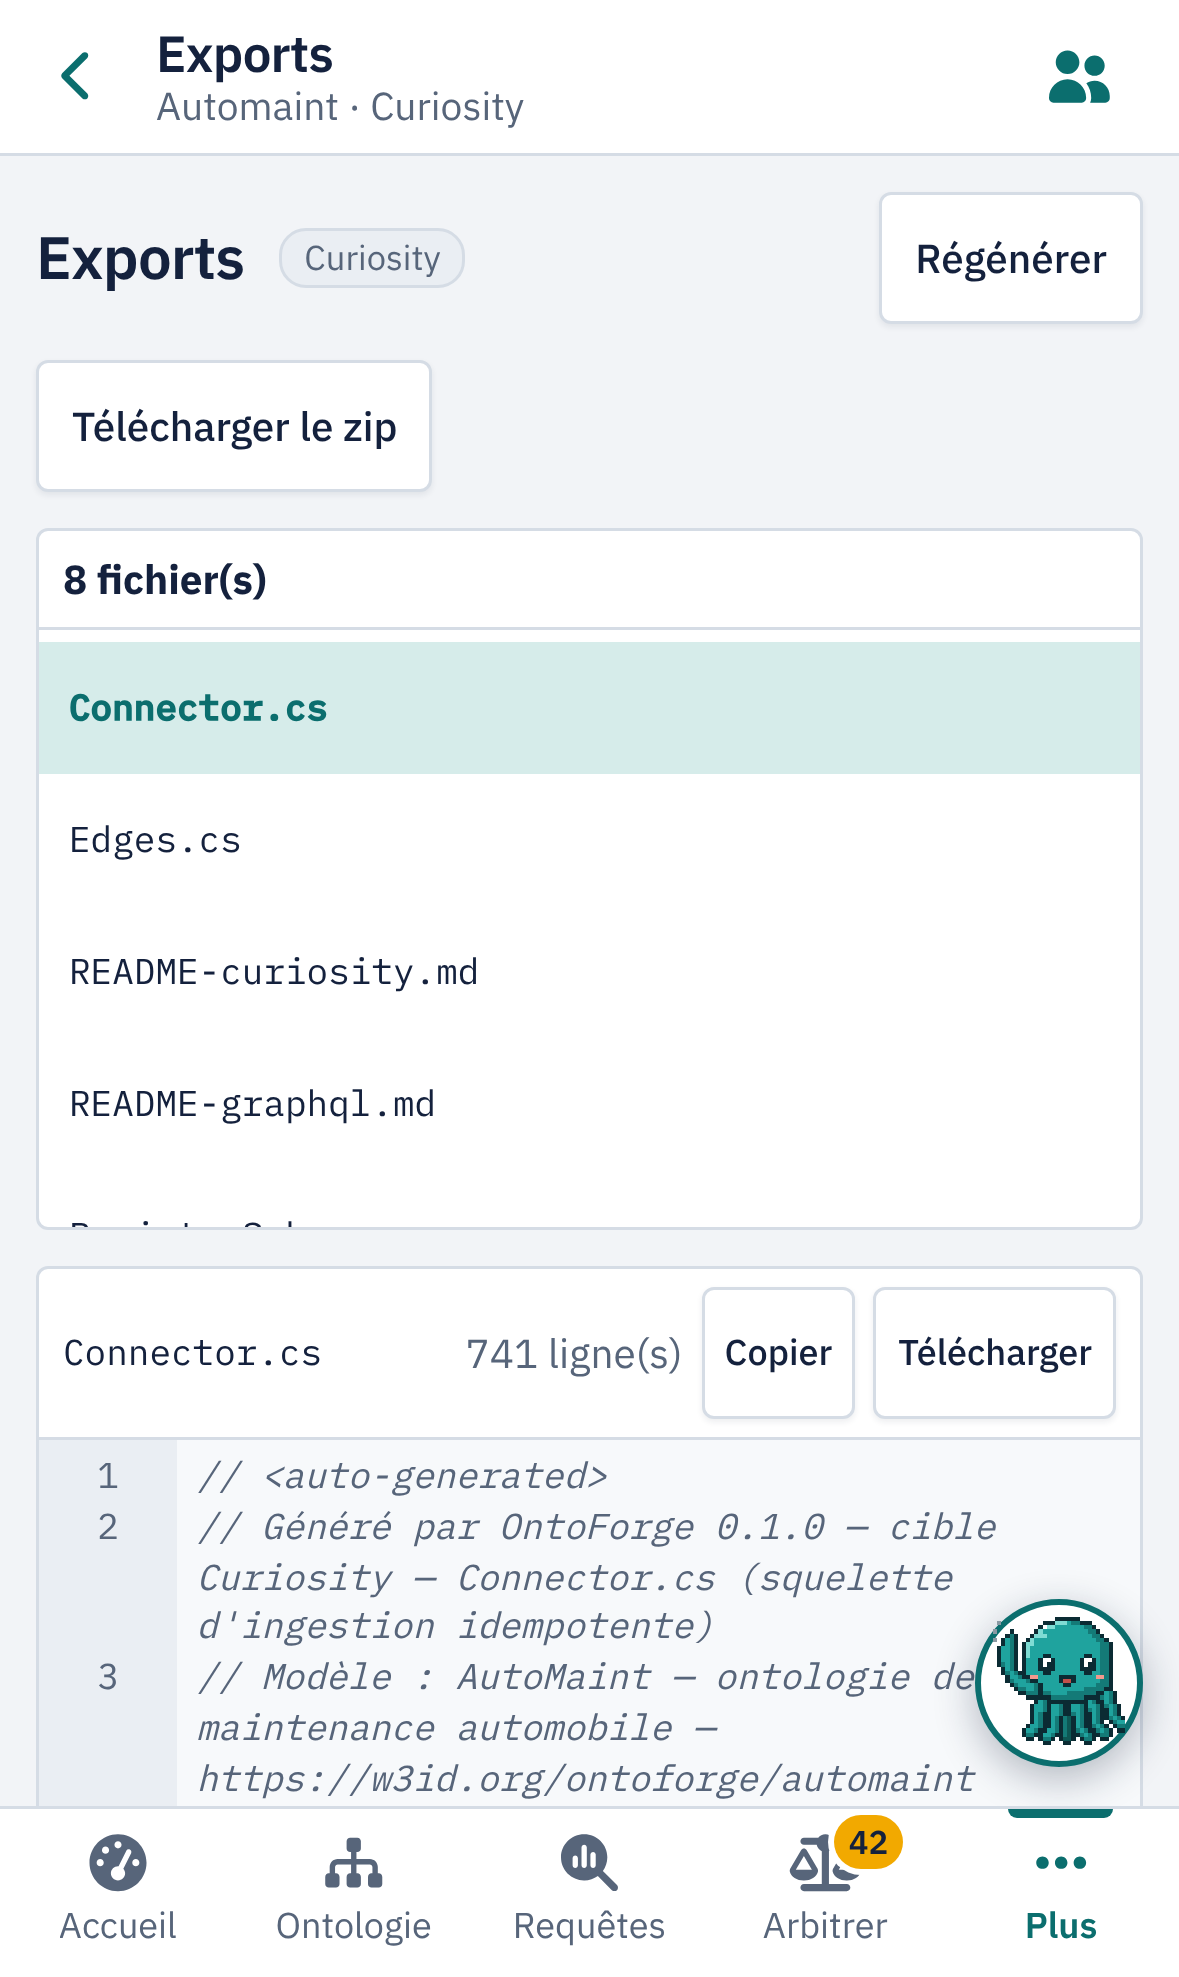 Exports
Automaint · Curiosity
Exports
Curiosity
Régénérer
Télécharger le zip
8 fichier(s)
Connector.cs
Edges.cs
README-curiosity.md
README-graphql.md
Connector.cs
741 ligne(s)
Copier
Télécharger
1 // <auto-generated>
2 // Généré par OntoForge 0.1.0 — cible
Curiosity — Connector.cs (squelette
d'ingestion idempotente)
3 // Modèle : AutoMaint — ontologie de
maintenance automobile —
https://w3id.org/ontoforge/automaint
42
Accueil
Ontologie
Requêtes
Arbitrer
Plus